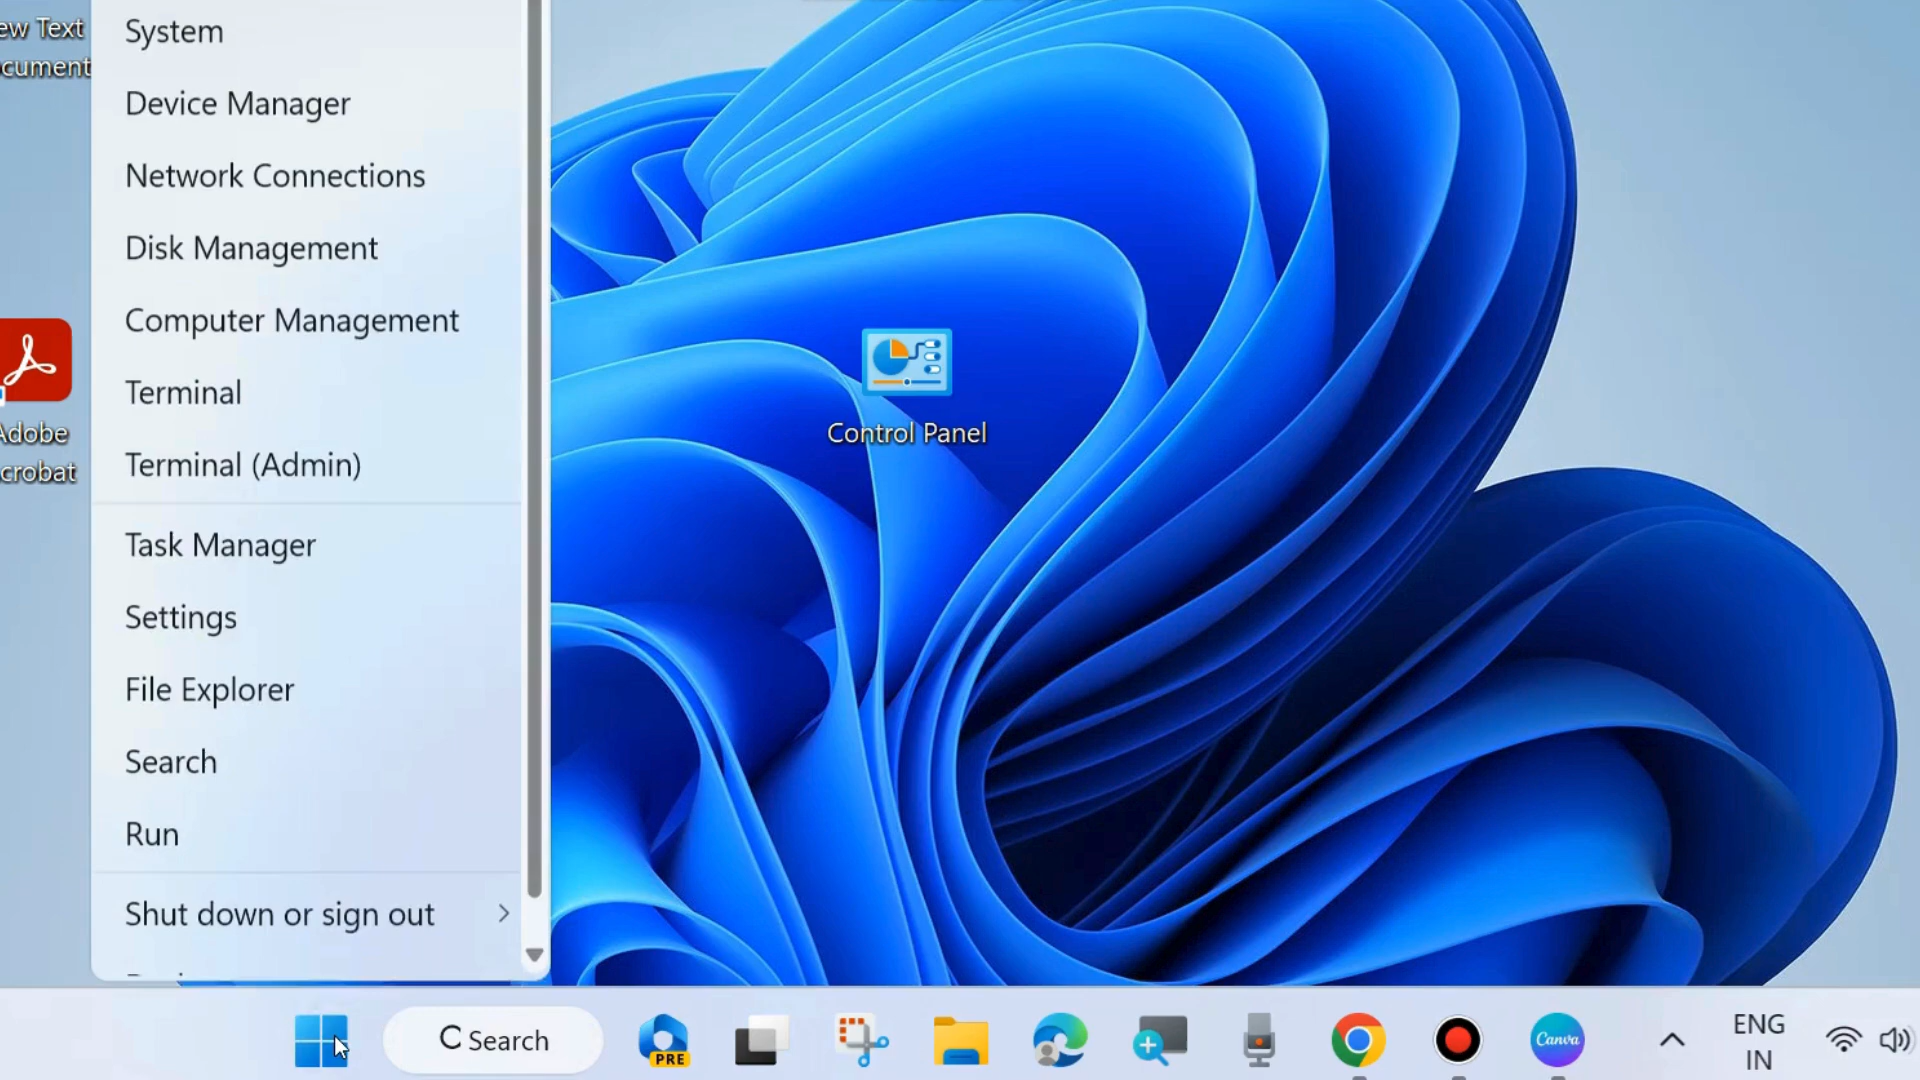 ew Text
cument
Adobe
crobat
System
Device Manager
Network Connections
Disk Management
Computer Management
Terminal
Terminal (Admin)
Task Manager
Settings
File Explorer
Search
Run
Shut down or sign out
Control Panel
Search
PRE
Canva
ENG
IN